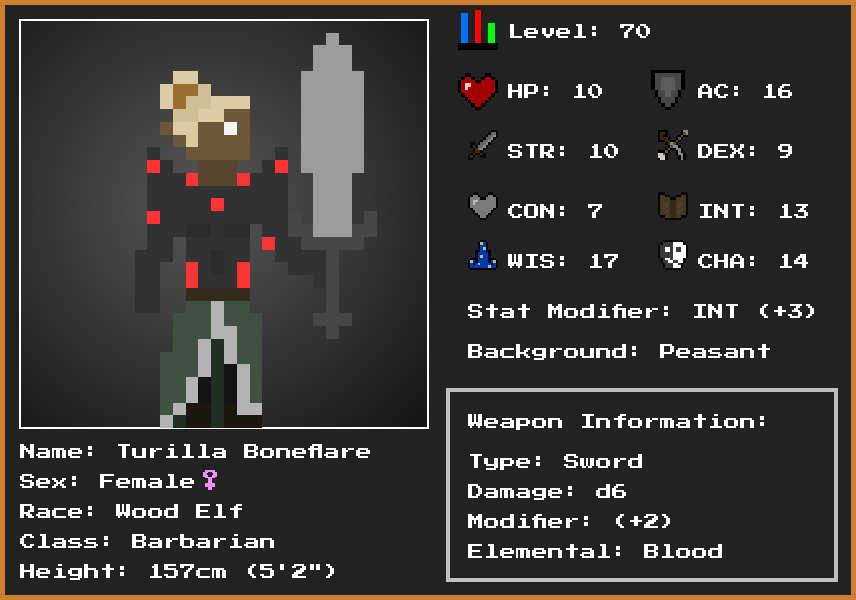 Level: 70
HP: 10 AC: 16
STR: 10 DEX: 9
CON: 7 INT: 13
WIS: 17 CHA: 14
Stat Modifier: INT (+3)
Background: Peasant
Weapon Information:
Type: Sword
Damage: d6
Modifier: (+2)
Elemental: Blood
Name: Turilla Boneflare
Sex: Female♀
Race: Wood Elf
Class: Barbarian
Height: 157cm (5'2")